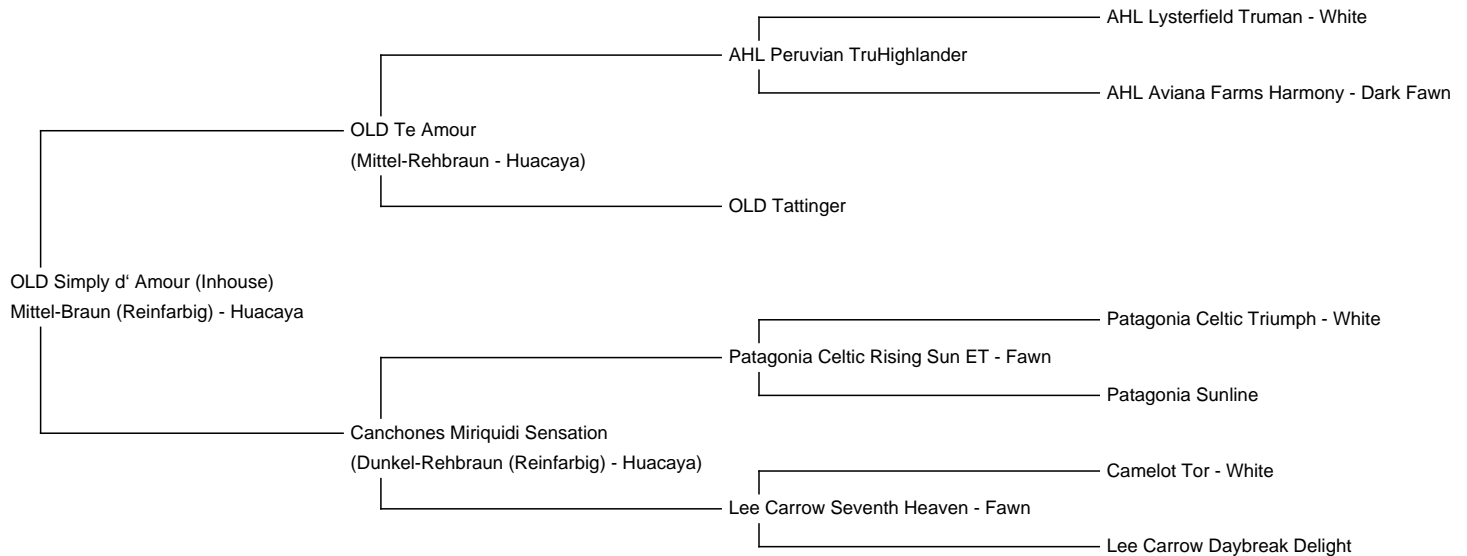 AHL Lysterfield Truman - White
AHL Peruvian TruHighlander
AHL Aviana Farms Harmony - Dark Fawn
OLD Te Amour
(Mittel-Rehbraun - Huacaya)
OLD Tattinger
OLD Simply d‘ Amour (Inhouse)
Mittel-Braun (Reinfarbig) - Huacaya
Patagonia Celtic Triumph - White
Patagonia Celtic Rising Sun ET - Fawn
Patagonia Sunline
Canchones Miriquidi Sensation
(Dunkel-Rehbraun (Reinfarbig) - Huacaya)
Camelot Tor - White
Lee Carrow Seventh Heaven - Fawn
Lee Carrow Daybreak Delight